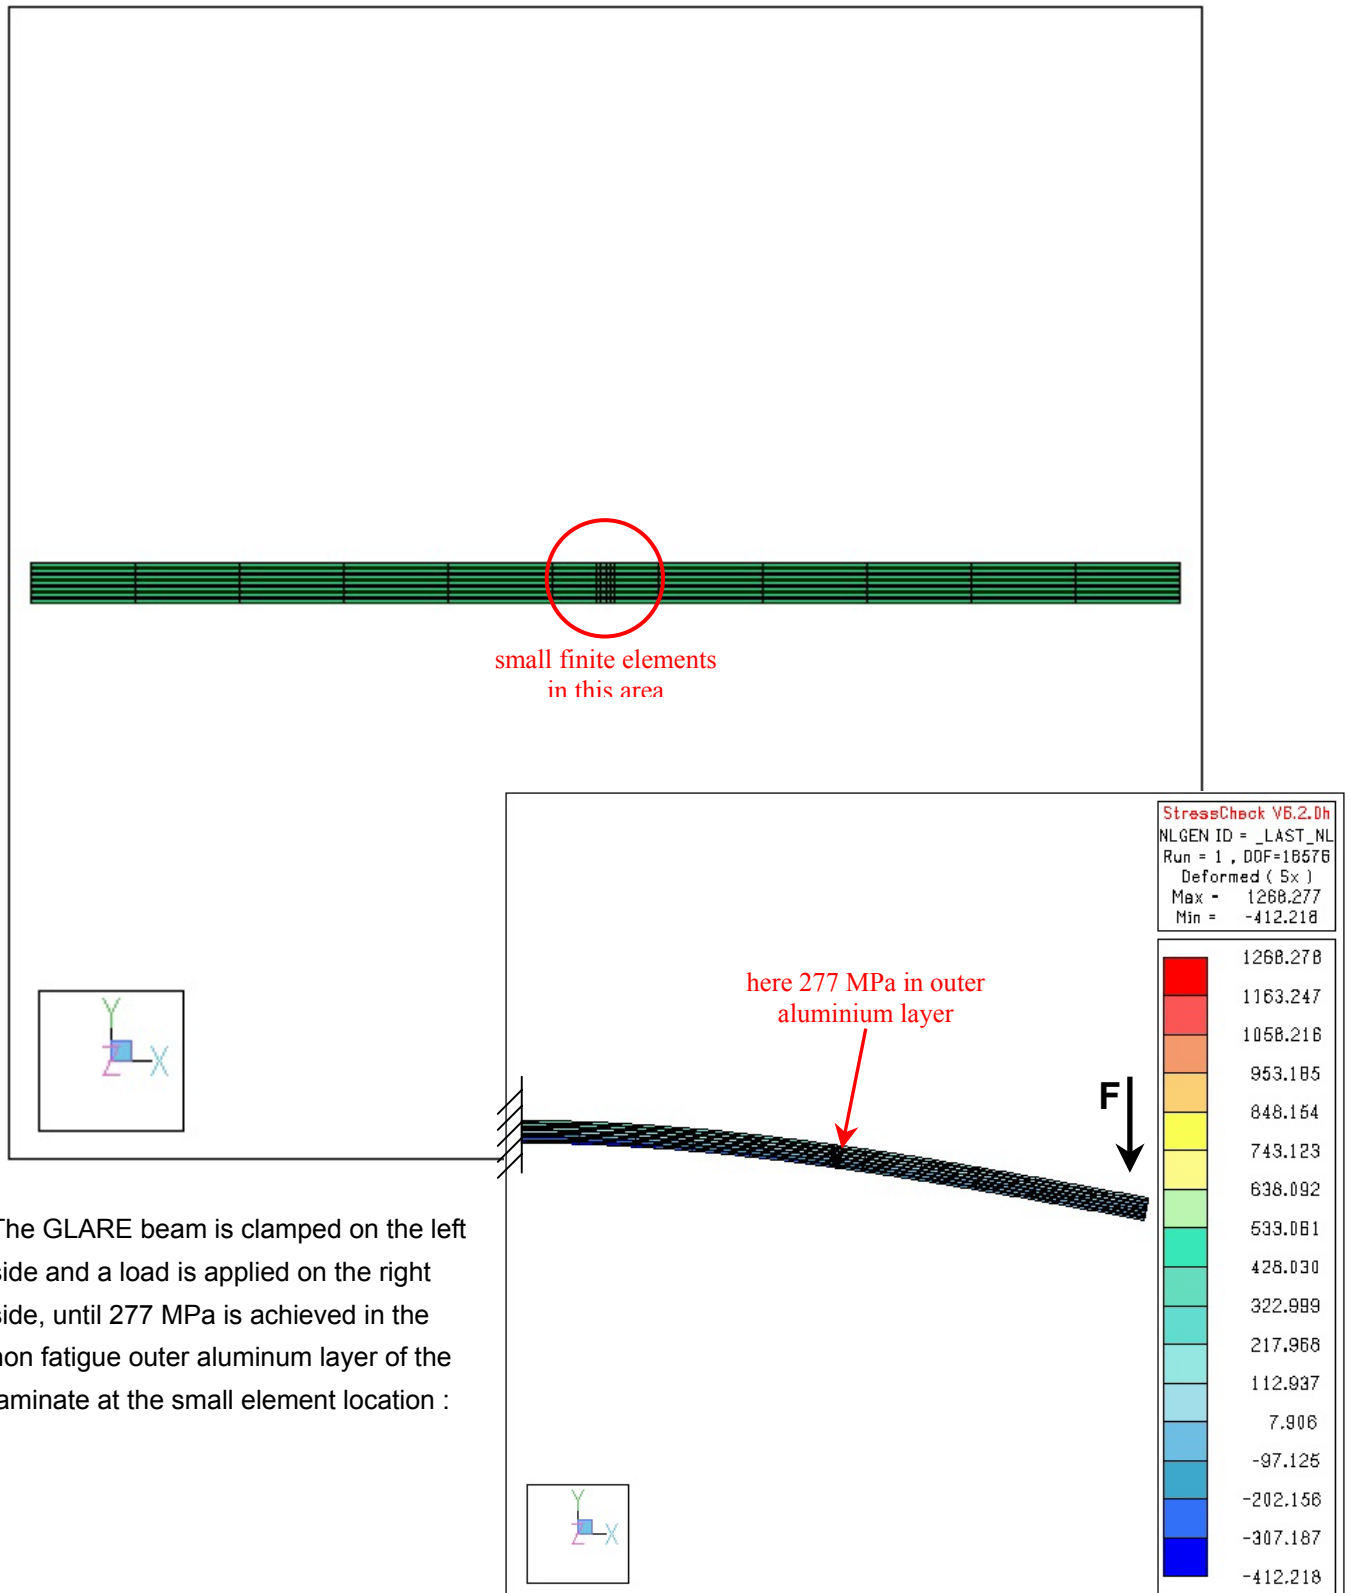 small finite elements
in this area
Y
Z
X
StressCheck V6.2.0h
NLGEN ID = _LAST_NL
Run = 1 , DOF=16576
Deformed ( 5x )
Max = 1268.277
Min = -412.218
1268.278
1163.247
1058.216
953.185
848.154
743.123
638.092
533.061
428.030
322.999
217.968
112.937
7.906
-97.125
-202.156
-307.187
-412.218
here 277 MPa in outer
aluminium layer
F
The GLARE beam is clamped on the left
side and a load is applied on the right
side, until 277 MPa is achieved in the
non fatigue outer aluminum layer of the
laminate at the small element location :
Y
Z
X